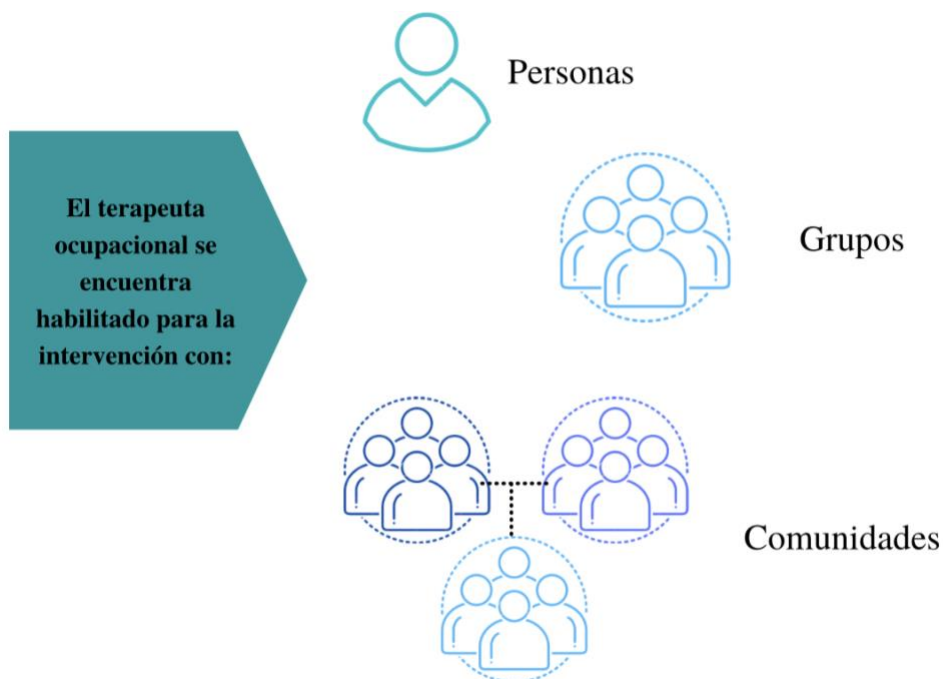 Personas
El terapeuta
ocupacional se
encuentra
habilitado para la
intervención con:
Grupos
Comunidades